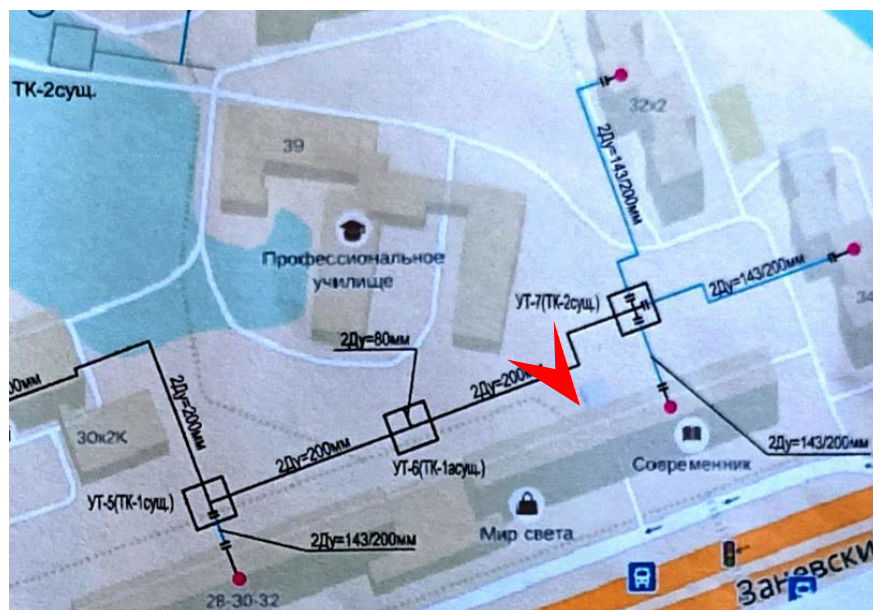 ТК-2сущ.
32к2
39
2Ду=143/200мм
Профессиональное
училище
2Ду=143/200мм
УТ-7(ТК-2сущ.)
34
2Ду=80мм
00мм
2Ду=200мм
2Ду=200мм
30к2К
2Ду=200мм
УТ-6(ТК-1асущ.)
Современник
2Ду=143/200мм
УТ-5(ТК-1сущ.)
Мир света
2Ду=143/200мм
28-30-32
Заневски